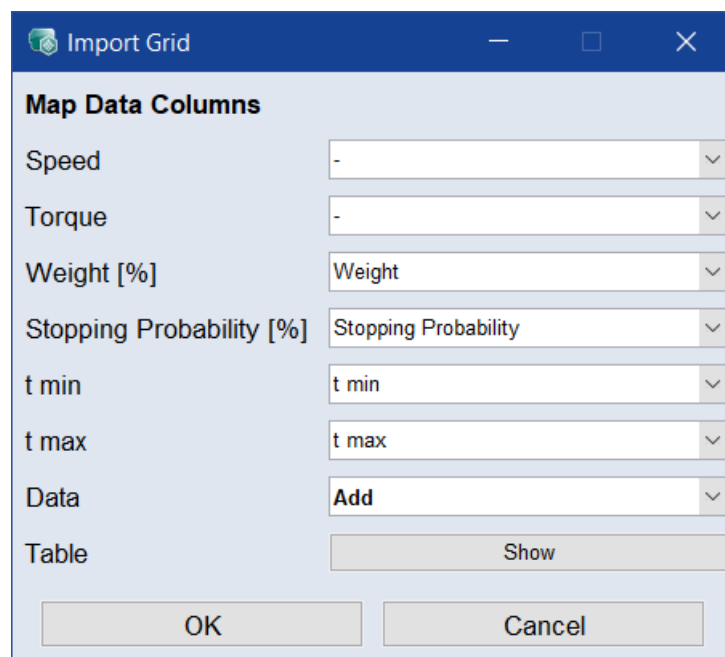 Import Grid
Map Data Columns
Speed -
Torque -
Weight [%] Weight
Stopping Probability [%] Stopping Probability
t min t min
t max t max
Data Add
Table Show
OK Cancel